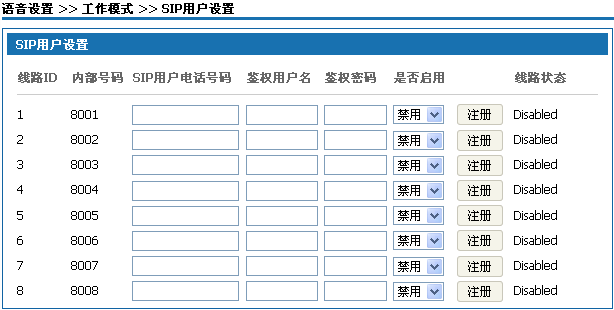 语音设置 >> 工作模式 >> SIP用户设置
SIP用户设置
线路ID 内部号码 SIP用户电话号码 鉴权用户名 鉴权密码 是否启用 线路状态
1 8001 禁用 注册 Disabled
2 8002 禁用 注册 Disabled
3 8003 禁用 注册 Disabled
4 8004 禁用 注册 Disabled
5 8005 禁用 注册 Disabled
6 8006 禁用 注册 Disabled
7 8007 禁用 注册 Disabled
8 8008 禁用 注册 Disabled